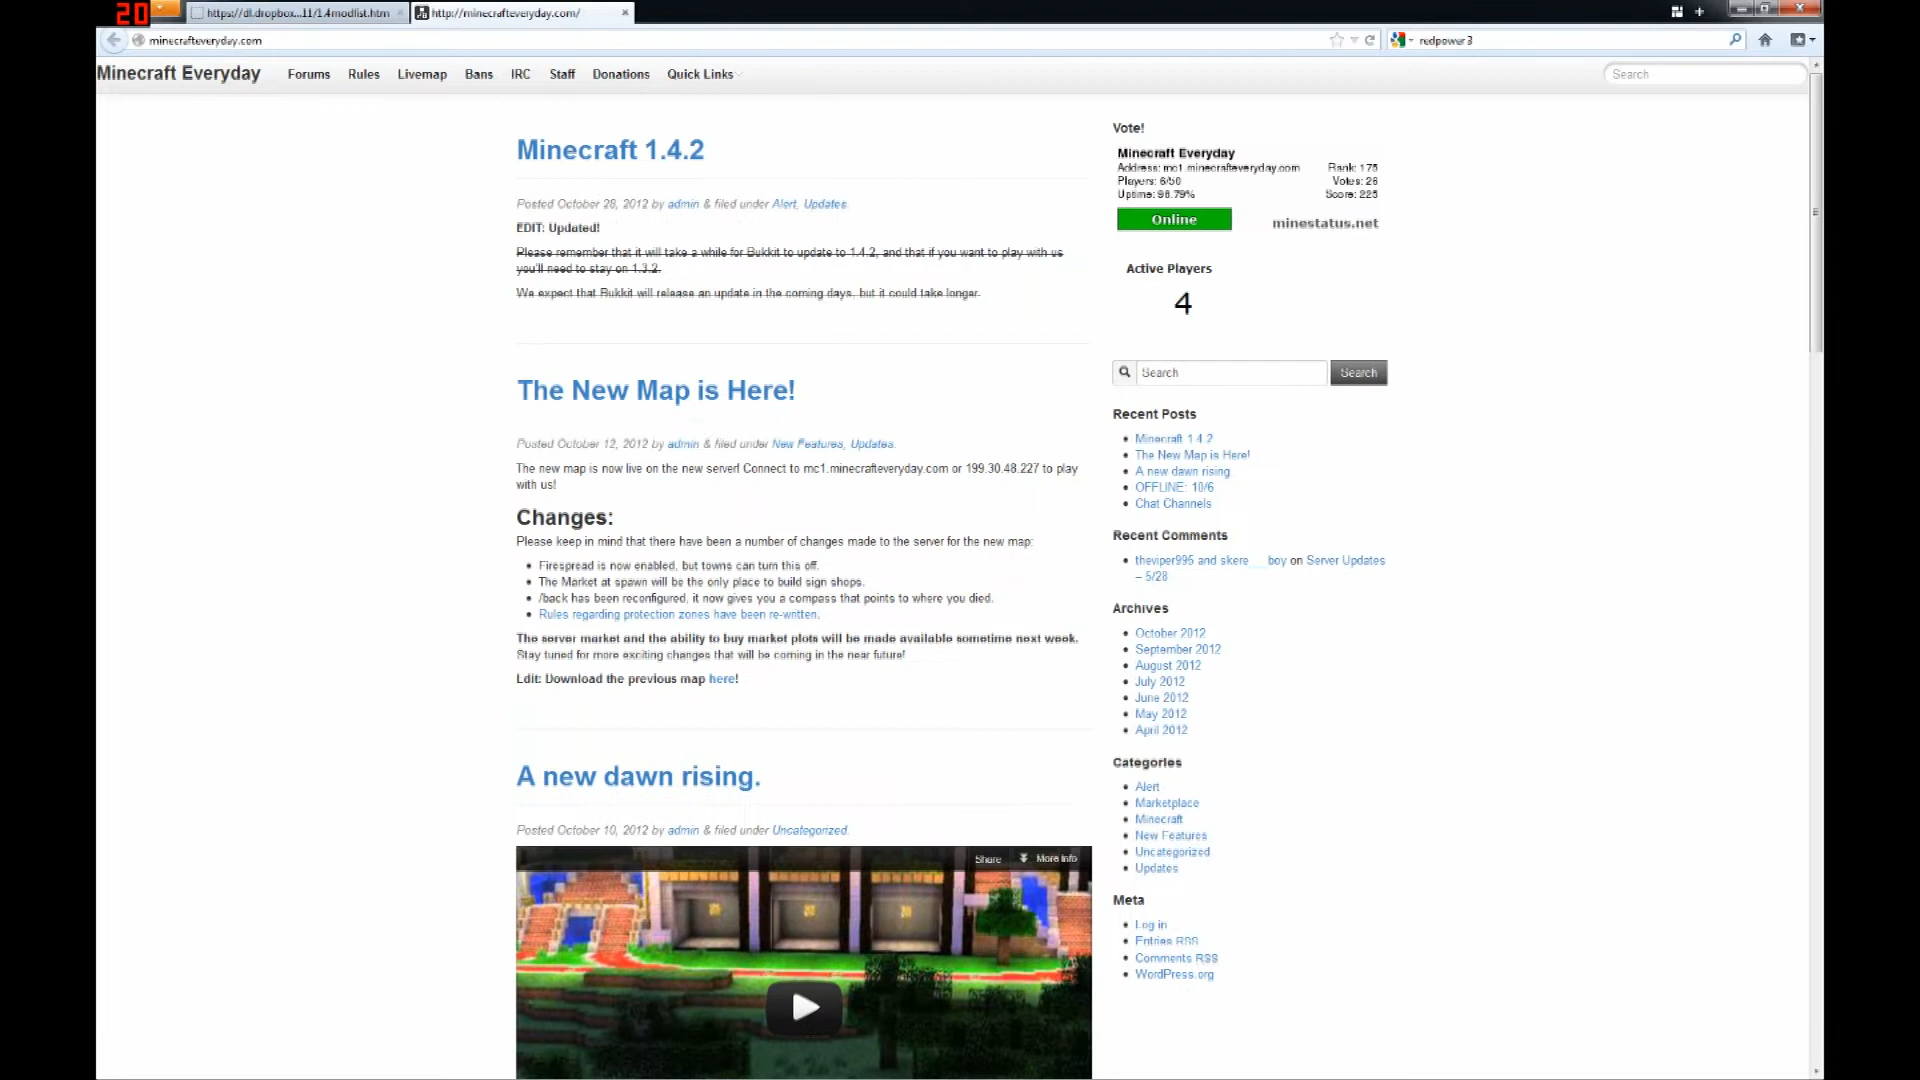 20
https://dl.dropbox...11/1.4modlist.htm
http://minecrafteveryday.com/
minecrafteveryday.com
redpower3
Minecraft Everyday
Forums
Rules
Livemap
Bans
IRC
Staff
Donations
Quick Links
Search
Minecraft 1.4.2
Posted October 28, 2012 by admin & filed under Alert, Updates.
EDIT: Updated!
Please remember that it will take a while for Bukkit to update to 1.4.2, and that if you want to play with us
you'll need to stay on 1.3.2.
We expect that Bukkit will release an update in the coming days, but it could take longer.
The New Map is Here!
Posted October 12, 2012 by admin & filed under New Features, Updates.
The new map is now live on the new server! Connect to mc1.minecrafteveryday.com or 199.30.48.227 to play
with us!
Changes:
Please keep in mind that there have been a number of changes made to the server for the new map:
Firespread is now enabled, but towns can turn this off.
The Market at spawn will be the only place to build sign shops.
/back has been reconfigured, it now gives you a compass that points to where you died.
Rules regarding protection zones have been re-written.
The server market and the ability to buy market plots will be made available sometime next week.
Stay tuned for more exciting changes that will be coming in the near future!
Edit: Download the previous map here!
A new dawn rising.
Posted October 10, 2012 by admin & filed under Uncategorized.
Share
More info
Vote!
Minecraft Everyday
Address: mc1.minecrafteveryday.com
Rank: 175
Players: 6/50
Votes: 26
Uptime: 98.79%
Score: 225
Online
minestatus.net
Active Players
4
Search
Search
Recent Posts
Minecraft 1.4.2
The New Map is Here!
A new dawn rising.
OFFLINE: 10/6
Chat Channels
Recent Comments
theviper995 and skere___boy on Server Updates
– 5/28
Archives
October 2012
September 2012
August 2012
July 2012
June 2012
May 2012
April 2012
Categories
Alert
Marketplace
Minecraft
New Features
Uncategorized
Updates
Meta
Log in
Entries RSS
Comments RSS
WordPress.org